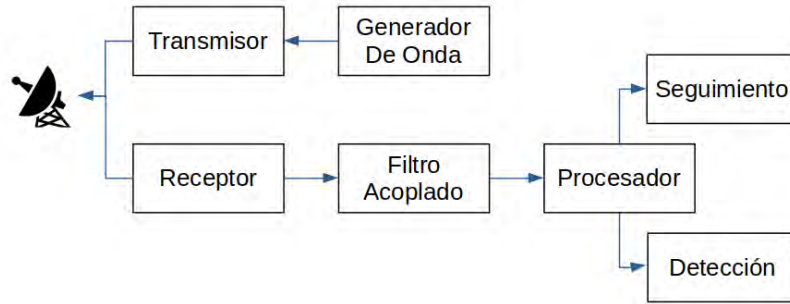 Transmisor
Generador
De Onda
Seguimiento
Receptor
Filtro
Acoplado
Procesador
Detección